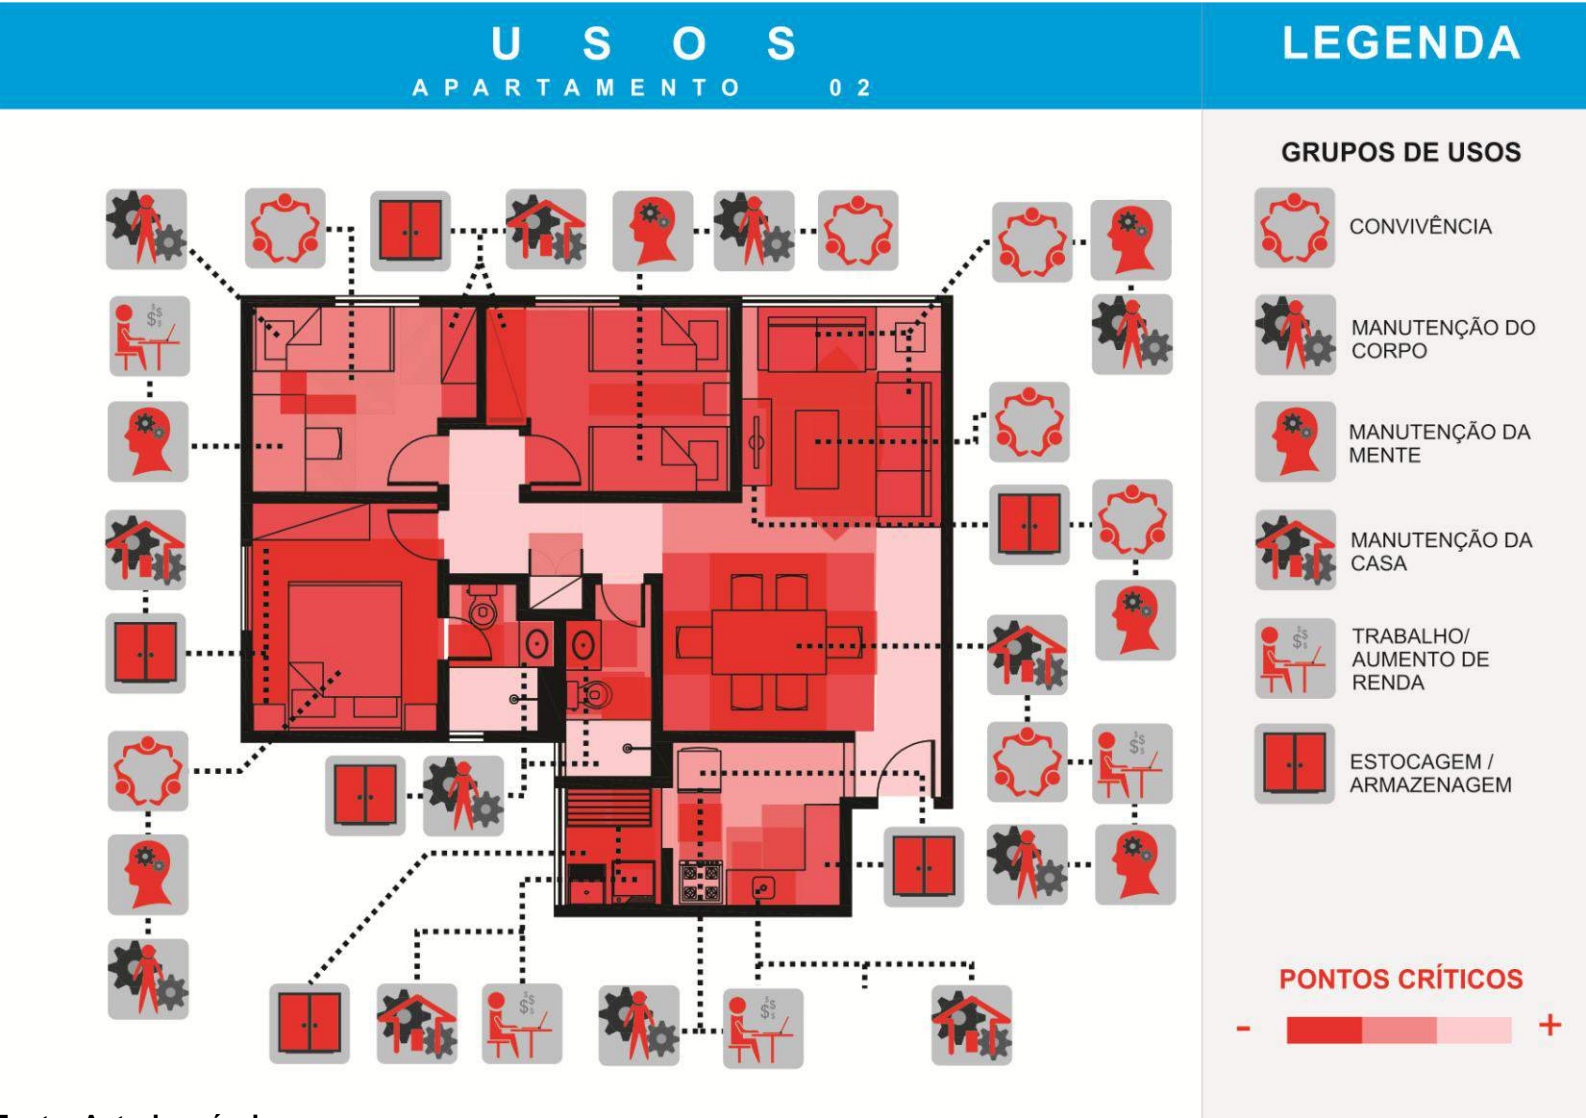 USOS
APARTAMENTO 02
LEGENDA
GRUPOS DE USOS
CONVIVÊNCIA
MANUTENÇÃO DO
CORPO
MANUTENÇÃO DA
MENTE
MANUTENÇÃO DA
CASA
TRABALHO/
AUMENTO DE
RENDA
ESTOCAGEM /
ARMAZENAGEM
PONTOS CRÍTICOS
- +